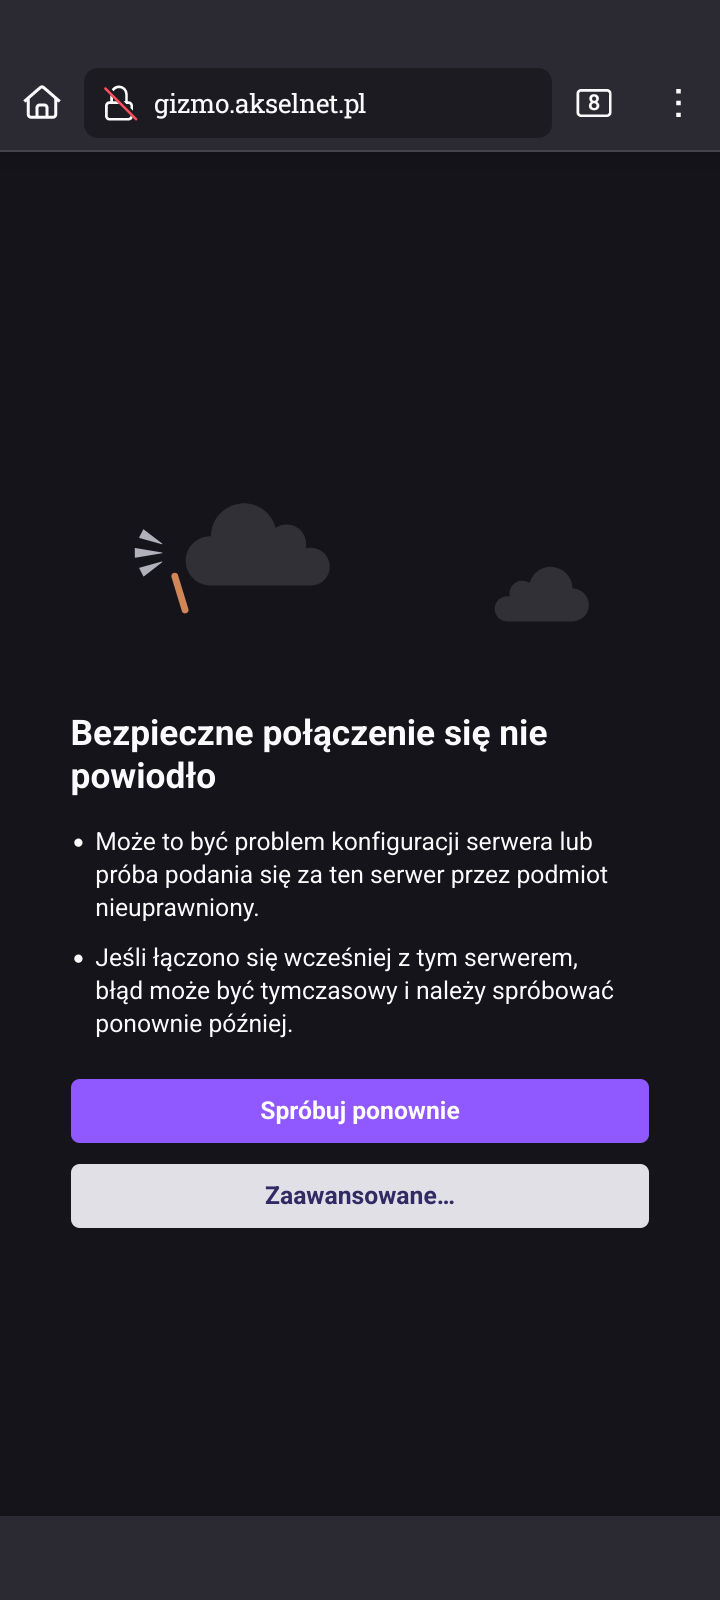 gizmo.akselnet.pl
8
Bezpieczne połączenie się nie
powiodło
• Może to być problem konfiguracji serwera lub
próba podania się za ten serwer przez podmiot
nieuprawniony.
• Jeśli łączono się wcześniej z tym serwerem,
błąd może być tymczasowy i należy spróbować
ponownie później.
Spróbuj ponownie
Zaawansowane…